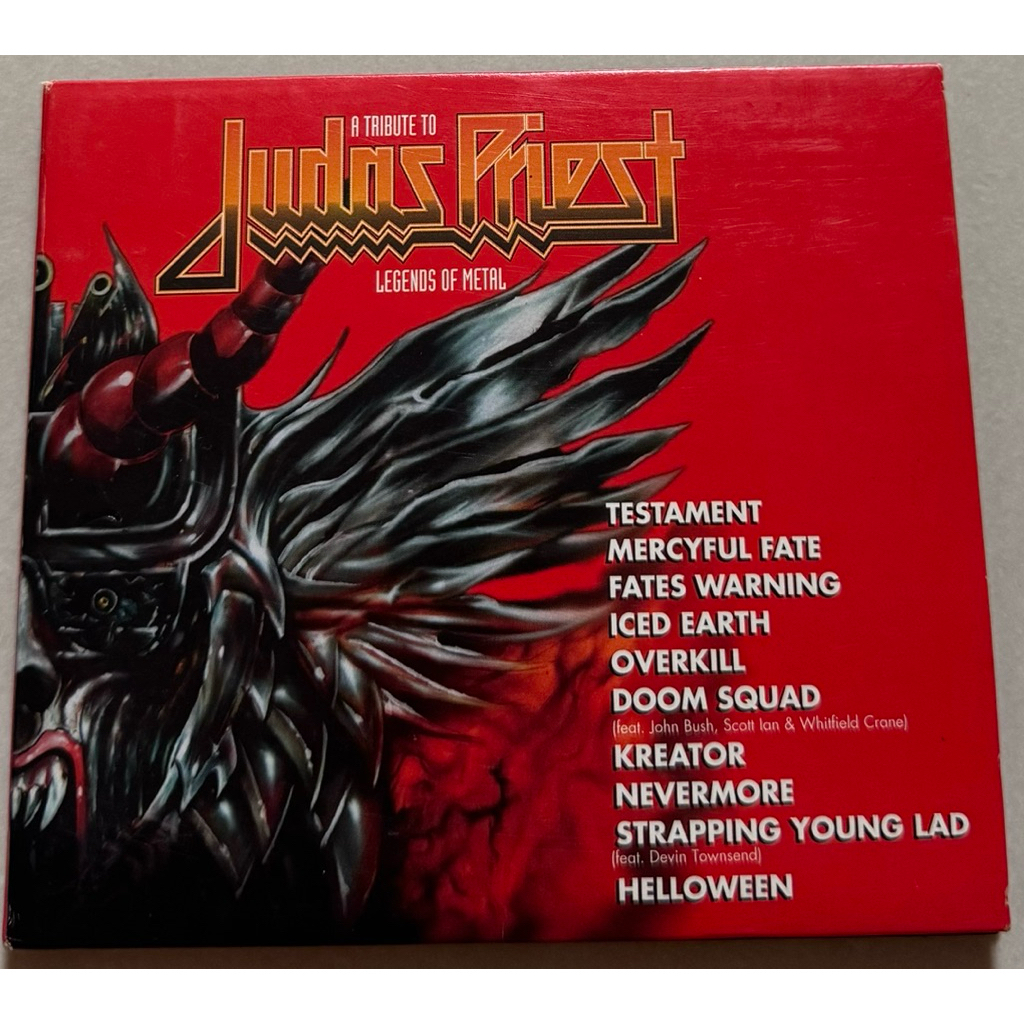 A TRIBUTE TO
Judas Priest
LEGENDS OF METAL
TESTAMENT
MERCYFUL FATE
FATES WARNING
ICED EARTH
OVERKILL
DOOM SQUAD
(feat. John Bush, Scott Ian & Whitfield Crane)
KREATOR
NEVERMORE
STRAPPING YOUNG LAD
(feat. Devin Townsend)
HELLOWEEN